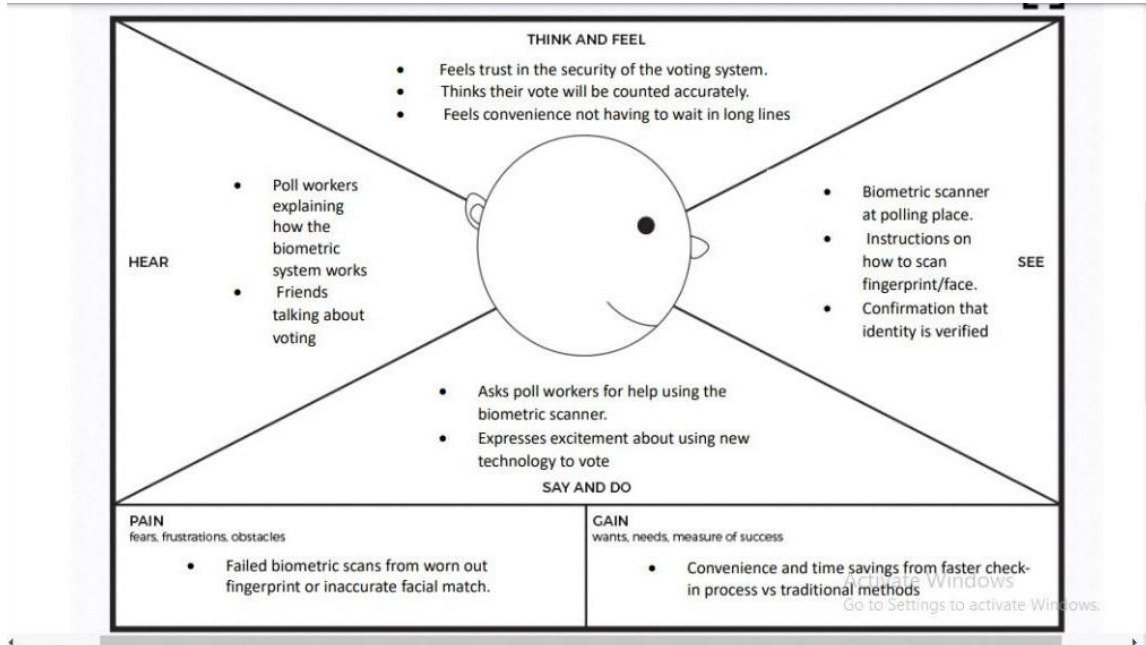 THINK AND FEEL
• Feels trust in the security of the voting system.
• Thinks their vote will be counted accurately.
• Feels convenience not having to wait in long lines
HEAR
• Poll workers
explaining
how the
biometric
system works
• Friends
talking about
voting
• Biometric scanner
at polling place.
• Instructions on
how to scan
fingerprint/face.
• Confirmation that
identity is verified
SEE
• Asks poll workers for help using the
biometric scanner.
• Expresses excitement about using new
technology to vote
SAY AND DO
PAIN
fears, frustrations, obstacles
• Failed biometric scans from worn out
fingerprint or inaccurate facial match.
GAIN
wants, needs, measure of success
• Convenience and time savings from faster check-
in process vs traditional methods
Activate Windows
Go to Settings to activate Windows.